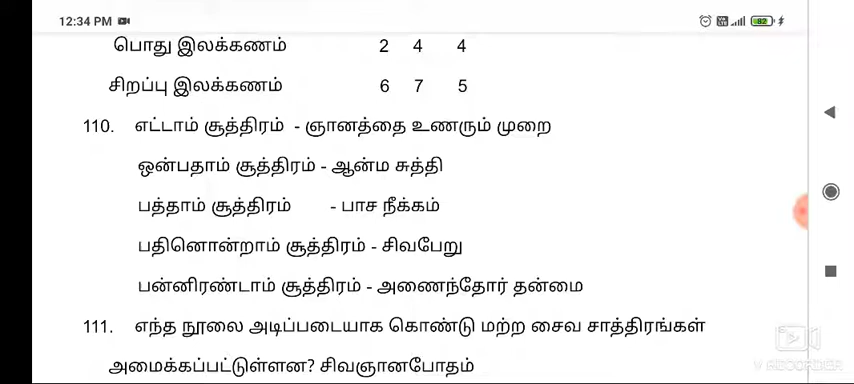 12:34 PM
82
பொது இலக்கணம் 2 4 4
சிறப்பு இலக்கணம் 6 7 5
110. எட்டாம் சூத்திரம் - ஞானத்தை உணரும் முறை
ஒன்பதாம் சூத்திரம் - ஆன்ம சுத்தி
பத்தாம் சூத்திரம் - பாச நீக்கம்
பதினொன்றாம் சூத்திரம் - சிவபேறு
பன்னிரண்டாம் சூத்திரம் - அணைந்தோர் தன்மை
111. எந்த நூலை அடிப்படையாக கொண்டு மற்ற சைவ சாத்திரங்கள்
அமைக்கப்பட்டுள்ளன? சிவஞானபோதம்
V RECORDER